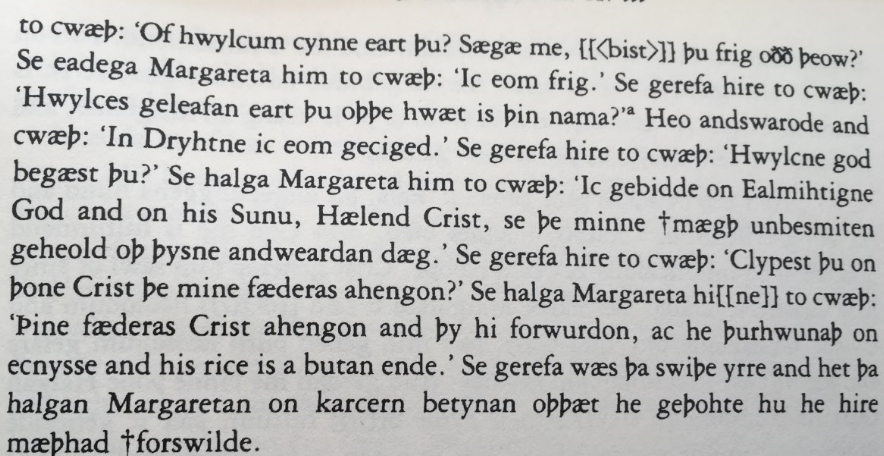 to cwæþ: ‘Of hwylcum cynne eart þu? Sægæ me, {[<bist>]} þu frig oðð þeow?’
Se eadega Margareta him to cwæþ: ‘Ic eom frig.’ Se gerefa hire to cwæþ:
‘Hwylces geleafan eart þu oþþe hwæt is þin nama?’ª Heo andswarode and
cwæþ: ‘In Dryhtne ic eom geciged.’ Se gerefa hire to cwæþ: ‘Hwylcne god
begæst þu?’ Se halga Margareta him to cwæþ: ‘Ic gebidde on Ealmihtigne
God and on his Sunu, Hælend Crist, se þe minne †mægþ unbesmiten
geheold oþ þysne andweardan dæg.’ Se gerefa hire to cwæþ: ‘Clypest þu on
þone Crist þe mine fæderas ahengon?’ Se halga Margareta hi{[ne]} to cwæþ:
‘Þine fæderas Crist ahengon and þy hi forwurdon, ac he þurhwunaþ on
ecnysse and his rice is a butan ende.’ Se gerefa wæs þa swiþe yrre and het þa
halgan Margaretan on karcern betynan oþþæt he geþohte hu he hire
mæþhad †forswilde.